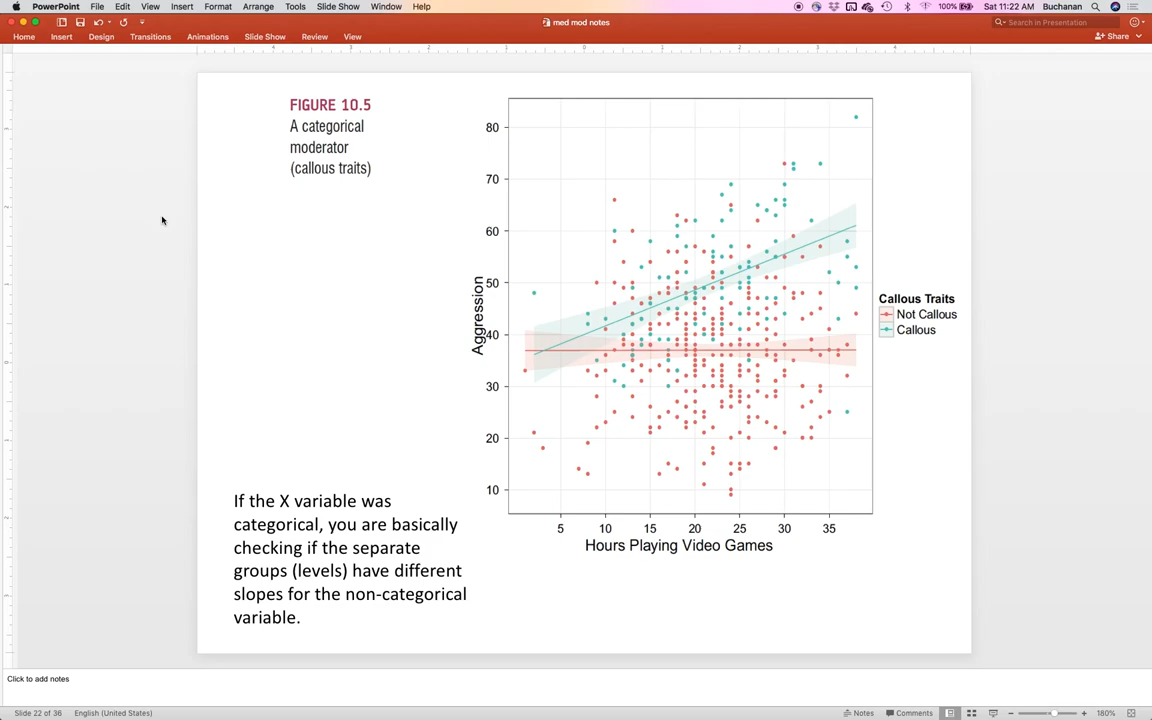 PowerPoint File Edit View Insert Format Arrange Tools Slide Show Window Help
100% Sat 11:22 AM Buchanan
med mod notes
Search in Presentation
Home Insert Design Transitions Animations Slide Show Review View
Share
FIGURE 10.5
A categorical
moderator
(callous traits)
80
70
60
50
40
30
20
10
Aggression
5 10 15 20 25 30 35
Hours Playing Video Games
Callous Traits
Not Callous
Callous
If the X variable was
categorical, you are basically
checking if the separate
groups (levels) have different
slopes for the non-categorical
variable.
Click to add notes
Slide 22 of 36 English (United States)
Notes Comments 180%